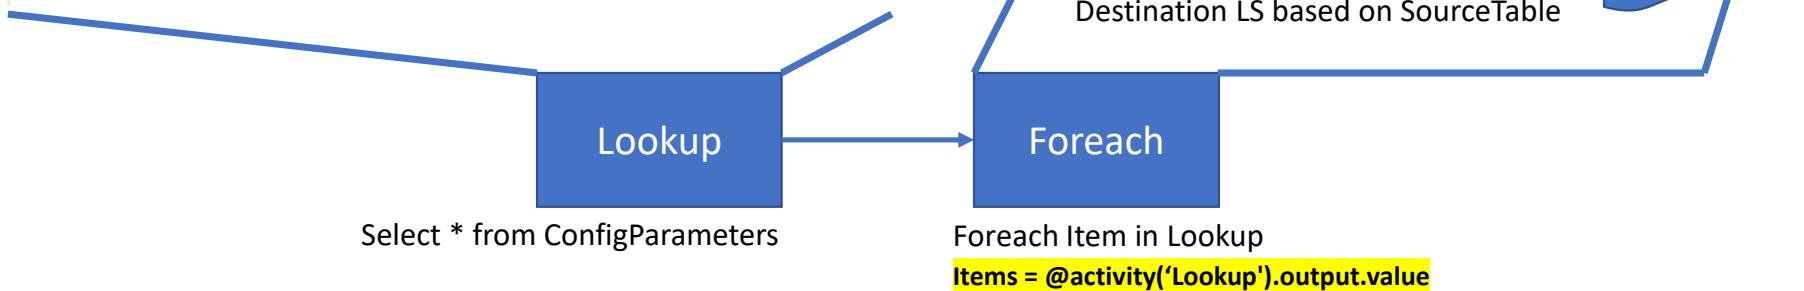 Destination LS based on SourceTable
Lookup
Foreach
Select * from ConfigParameters
Foreach Item in Lookup
Items = @activity(‘Lookup').output.value